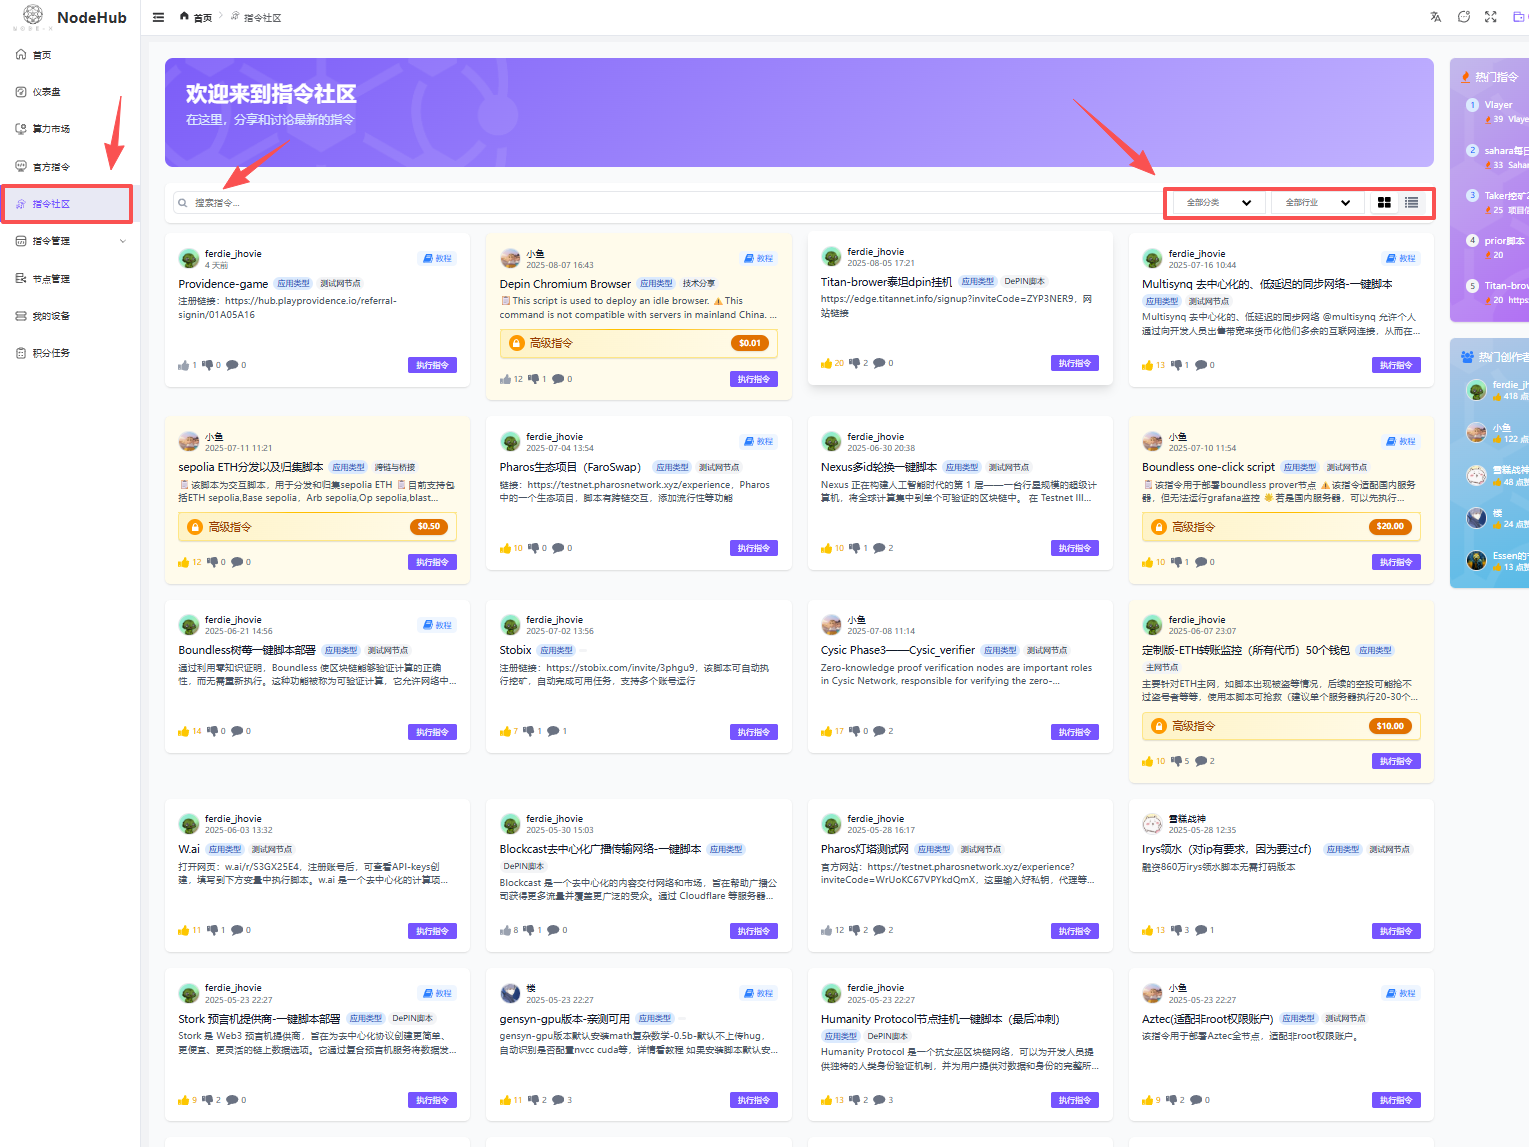 NodeHub
首页
指令社区
首页
仪表盘
算力市场
官方指令
指令社区
指令管理
节点管理
我的设备
积分任务
欢迎来到指令社区
在这里，分享和讨论最新的指令
搜索指令...
全部分类
全部行业
ferdie_jhovie
4 天前
教程
Providence-game 应用类型 测试网节点
注册链接：https://hub.playprovidence.io/referral-
signin/01A05A16
1 0 0
执行指令
小鱼
2025-08-07 16:43
教程
Depin Chromium Browser 应用类型 技术分享
📋This script is used to deploy an idle browser. ⚠️This
command is not compatible with servers in mainland China. ...
高级指令
$0.01
12 1 0
执行指令
ferdie_jhovie
2025-08-05 17:21
Titan-brower泰坦dpin挂机 应用类型 DePIN脚本
https://edge.titannet.info/signup?inviteCode=ZYP3NER9，网
站链接
20 2 0
执行指令
ferdie_jhovie
2025-07-16 10:44
教程
Multisynq 去中心化的、低延迟的同步网络-一键脚本
应用类型 测试网节点
Multisynq 去中心化的、低延迟的同步网络 @multisynq 允许个人
通过向开发人员出售带宽来货币化他们多余的互联网连接，从而在...
13 1 0
执行指令
小鱼
2025-07-11 11:21
sepolia ETH分发以及归集脚本 应用类型 跨链与桥接
📋该脚本为交互脚本，用于分发和归集sepolia ETH 📋目前支持包
括ETH sepolia,Base sepolia，Arb sepolia,Op sepolia,blast...
高级指令
$0.50
12 0 0
执行指令
ferdie_jhovie
2025-07-04 13:54
教程
Pharos生态项目（FaroSwap） 应用类型 测试网节点
链接：https://testnet.pharosnetwork.xyz/experience，Pharos
中的一个生态项目，脚本有跨链交互，添加流行性等功能
10 0 0
执行指令
ferdie_jhovie
2025-06-30 20:38
Nexus多id轮换一键脚本 应用类型 测试网节点
Nexus 正在构建人工智能时代的第 1 层——一台行星规模的超级计
算机，将全球计算集中到单个可验证的区块链中。 在 Testnet III...
10 1 2
执行指令
小鱼
2025-07-10 11:54
教程
Boundless one-click script 应用类型 测试网节点
📋该指令用于部署boundless prover节点 ⚠️该指令适配国内服务
器，但无法运行grafana监控 🌟若是国内服务器，可以先执行...
高级指令
$20.00
10 1 0
执行指令
ferdie_jhovie
2025-06-21 14:56
教程
Boundless树莓一键脚本部署 应用类型 测试网节点
通过利用零知识证明，Boundless 使区块链能够验证计算的正确
性，而无需重新执行。这种功能被称为可验证计算，它允许网络中...
14 0 0
执行指令
ferdie_jhovie
2025-07-02 13:56
Stobix 应用类型
注册链接：https://stobix.com/invite/3phgu9，该脚本可自动执
行挖矿，自动完成可用任务，支持多个账号运行
7 1 1
执行指令
小鱼
2025-07-08 11:14
Cysic Phase3——Cysic_verifier 应用类型 测试网节点
Zero-knowledge proof verification nodes are important roles
in Cysic Network, responsible for verifying the zero-...
17 0 2
执行指令
ferdie_jhovie
2025-06-07 23:07
定制版-ETH转账监控（所有代币）50个钱包 应用类型
主网节点
主要针对ETH主网，如脚本出现被盗等情况，后续的空投可能抢不
过盗号者等等，使用本脚本可抢救（建议单个服务器执行20-30个...
高级指令
$10.00
10 5 2
执行指令
ferdie_jhovie
2025-06-03 13:32
W.ai 应用类型 测试网节点
打开网页：w.ai/r/S3GX25E4，注册账号后，可查看API-keys创
建，填写到下方变量中执行脚本。w.ai 是一个去中心化的计算项...
11 1 0
执行指令
ferdie_jhovie
2025-05-30 15:03
Blockcast去中心化广播传输网络-一键脚本 应用类型
DePIN脚本
Blockcast 是一个去中心化的内容交付网络和市场，旨在帮助广播公
司获得更多流量并覆盖更广泛的受众。通过 Cloudflare 等服务器...
8 1 0
执行指令
ferdie_jhovie
2025-05-28 16:17
Pharos灯塔测试网 应用类型 测试网节点
官方网站：https://testnet.pharosnetwork.xyz/experience?
inviteCode=WrUoKC67VPYkdQmX，这里输入好私钥，代理等...
12 2 2
执行指令
雪糕战神
2025-05-28 12:35
Irys领水（对ip有要求，因为要过cf） 应用类型 测试网节点
融资860万irys领水脚本无需打码版本
13 3 1
执行指令
ferdie_jhovie
2025-05-23 22:27
教程
Stork 预言机提供商-一键脚本部署 应用类型 DePIN脚本
Stork 是 Web3 预言机提供商，旨在为去中心化协议创建更简单、
更便宜、更灵活的链上数据选项。它通过复合预言机服务将数据发...
9 2 0
执行指令
楼
2025-05-23 22:27
教程
gensyn-gpu版本-亲测可用 应用类型
gensyn-gpu版本默认安装math复杂数学-0.5b-默认不上传hug，
自动识别是否配置nvcc cuda等，详情看教程 如果安装脚本默认安...
11 2 3
执行指令
ferdie_jhovie
2025-05-23 22:27
Humanity Protocol节点挂机一键脚本（最后冲刺）
应用类型 DePIN脚本
Humanity Protocol 是一个抗女巫区块链网络，可以为开发人员提
供独特的人类身份验证机制，并为用户提供对数据和身份的完整所...
13 2 3
执行指令
小鱼
2025-05-23 22:27
教程
Aztec(适配非root权限账户) 应用类型 测试网节点
该指令用于部署Aztec全节点，适配非root权限账户。
9 2 0
执行指令
热门指令
1 Vlayer
39 Vlaye
2 sahara每日
33 Sahar
3 Taker挖矿2
25 项目信
4 prior脚本
20
5 Titan-brow
20 https
热门创作者
ferdie_jh
418 点
小鱼
122 点
雪糕战神
48 点赞
楼
24 点赞
Essen的
13 点赞